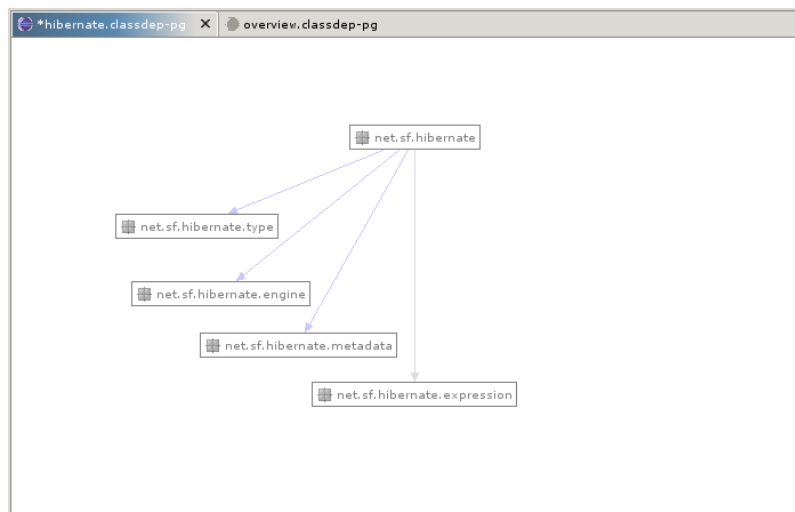 *hibernate.classdep-pg
overview.classdep-pg
net.sf.hibernate
net.sf.hibernate.type
net.sf.hibernate.engine
net.sf.hibernate.metadata
net.sf.hibernate.expression